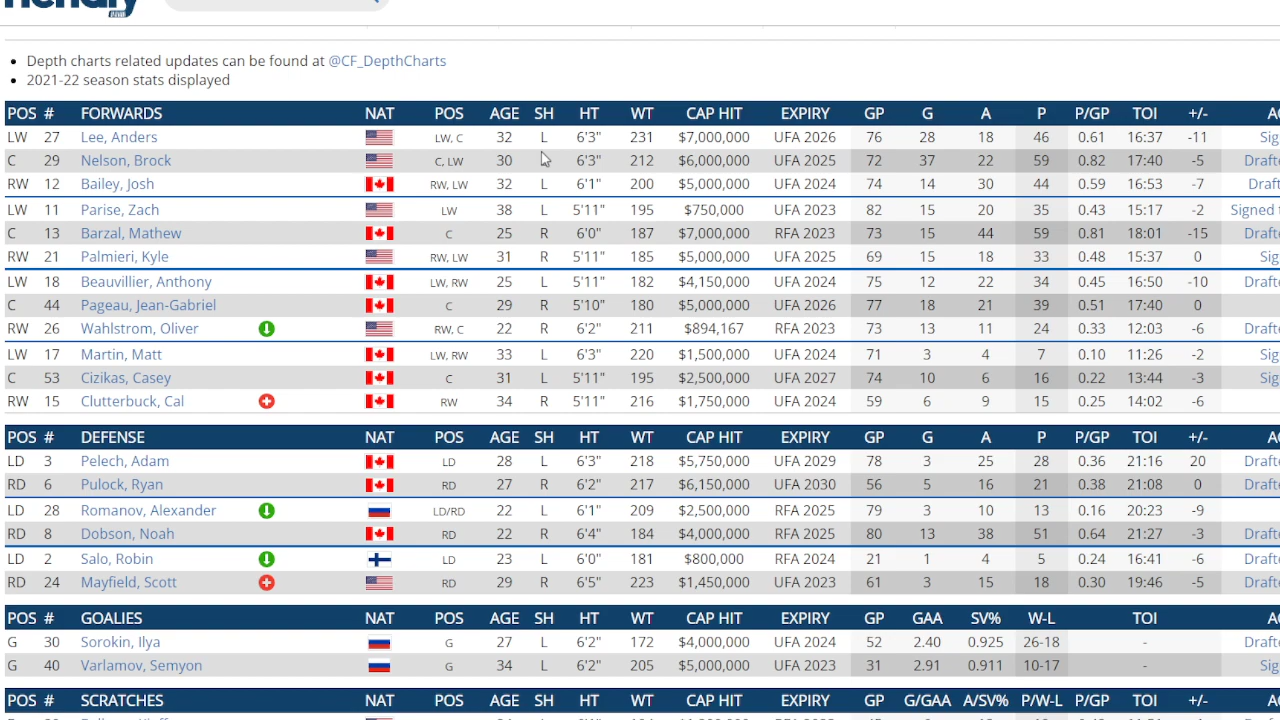 Depth charts related updates can be found at @CF_DepthCharts
2021-22 season stats displayed
POS # FORWARDS NAT POS AGE SH HT WT CAP HIT EXPIRY GP G A P P/GP TOI +/-
LW 27 Lee, Anders LW, C 32 L 6'3" 231 $7,000,000 UFA 2026 76 28 18 46 0.61 16:37 -11 Sig
C 29 Nelson, Brock C, LW 30 L 6'3" 212 $6,000,000 UFA 2025 72 37 22 59 0.82 17:40 -5 Drafte
RW 12 Bailey, Josh RW, LW 32 L 6'1" 200 $5,000,000 UFA 2024 74 14 30 44 0.59 16:53 -7 Draft
LW 11 Parise, Zach LW 38 L 5'11" 195 $750,000 UFA 2023 82 15 20 35 0.43 15:17 -2 Signed
C 13 Barzal, Mathew C 25 R 6'0" 187 $7,000,000 RFA 2023 73 15 44 59 0.81 18:01 -15 Drafte
RW 21 Palmieri, Kyle RW, LW 31 R 5'11" 185 $5,000,000 UFA 2025 69 15 18 33 0.48 15:37 0 Sig
LW 18 Beauvillier, Anthony LW, RW 25 L 5'11" 182 $4,150,000 UFA 2024 75 12 22 34 0.45 16:50 -10 Drafte
C 44 Pageau, Jean-Gabriel C 29 R 5'10" 180 $5,000,000 UFA 2026 77 18 21 39 0.51 17:40 0
RW 26 Wahlstrom, Oliver RW, C 22 R 6'2" 205 $894,167 RFA 2023 73 13 11 24 0.33 12:03 -6 Drafte
LW 17 Martin, Matt LW, RW 33 L 6'3" 220 $1,500,000 UFA 2024 71 3 4 7 0.10 11:26 -2 Sig
C 53 Cizikas, Casey C 31 L 5'11" 195 $2,500,000 UFA 2027 74 10 6 16 0.22 13:44 -3 Sig
RW 15 Clutterbuck, Cal RW 34 R 5'11" 216 $1,750,000 UFA 2024 59 6 9 15 0.25 14:02 -6
POS # DEFENSE NAT POS AGE SH HT WT CAP HIT EXPIRY GP G A P P/GP TOI +/-
LD 3 Pelech, Adam LD 28 L 6'3" 218 $5,750,000 UFA 2029 78 3 25 28 0.36 21:16 20 Drafte
RD 6 Pulock, Ryan RD 27 R 6'2" 217 $6,150,000 UFA 2030 56 5 16 21 0.38 21:08 0 Drafte
LD 28 Romanov, Alexander LD/RD 22 L 6'1" 209 $2,500,000 RFA 2025 79 3 10 13 0.16 20:23 -9
RD 8 Dobson, Noah RD 22 R 6'4" 184 $4,000,000 RFA 2025 80 13 38 51 0.64 21:27 -3 Drafte
LD 2 Salo, Robin LD 23 L 6'0" 181 $800,000 RFA 2024 21 1 4 5 0.24 16:41 -6 Drafte
RD 24 Mayfield, Scott RD 29 R 6'5" 223 $1,450,000 UFA 2023 61 3 15 18 0.30 19:46 -5 Drafte
POS # GOALIES NAT POS AGE SH HT WT CAP HIT EXPIRY GP GAA SV% W-L TOI
G 30 Sorokin, Ilya G 27 L 6'2" 172 $4,000,000 UFA 2024 52 2.40 0.925 26-18 - Drafte
G 40 Varlamov, Semyon G 34 L 6'2" 205 $5,000,000 UFA 2023 31 2.91 0.911 10-17 - Sig
POS # SCRATCHES NAT POS AGE SH HT WT CAP HIT EXPIRY GP G/GAA A/SV% P/W-L P/GP TOI +/-